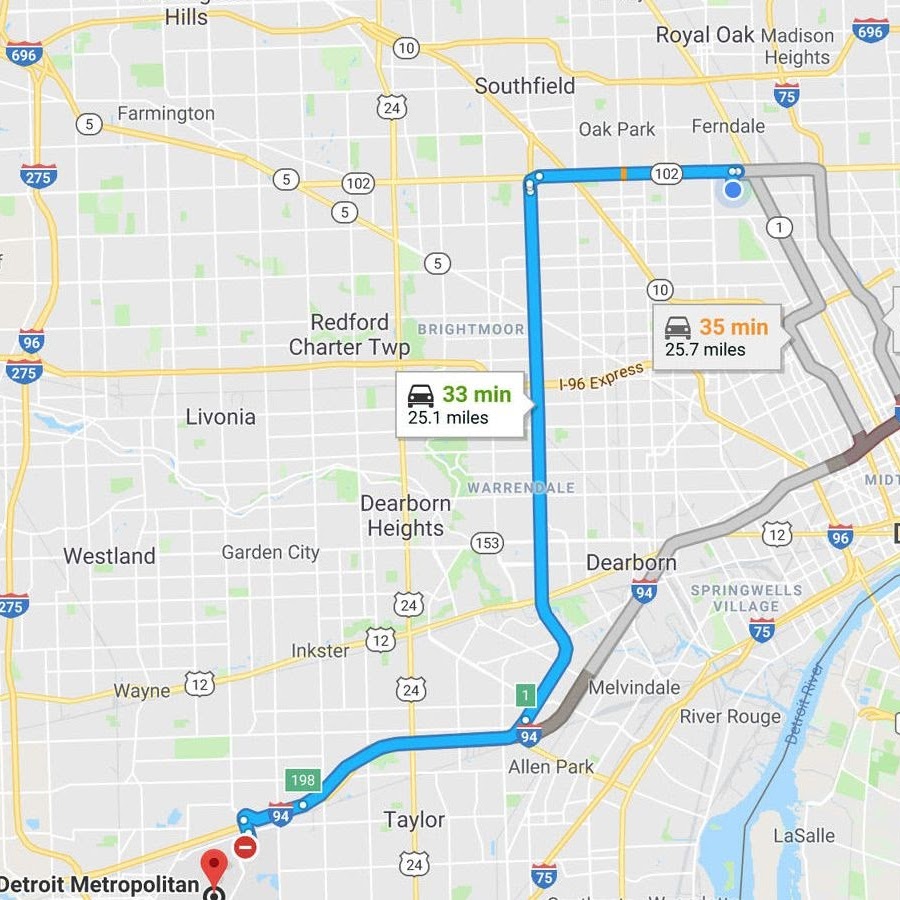 Hills
696
10
Royal Oak
Madison
Heights
696
Southfield
75
24
Farmington
5
Oak Park
Ferndale
275
5
102
102
5
1
5
10
96
275
Redford
Charter Twp
BRIGHTMOOR
35 min
25.7 miles
I-96 Express
33 min
25.1 miles
Livonia
WARRENDALE
Dearborn
Heights
153
12
96
Westland
Garden City
Dearborn
94
SPRINGWELLS
VILLAGE
275
24
75
12
Inkster
Wayne
12
24
1
Melvindale
River Rouge
Detroit River
94
Allen Park
198
94
Taylor
LaSalle
24
75
Detroit Metropolitan